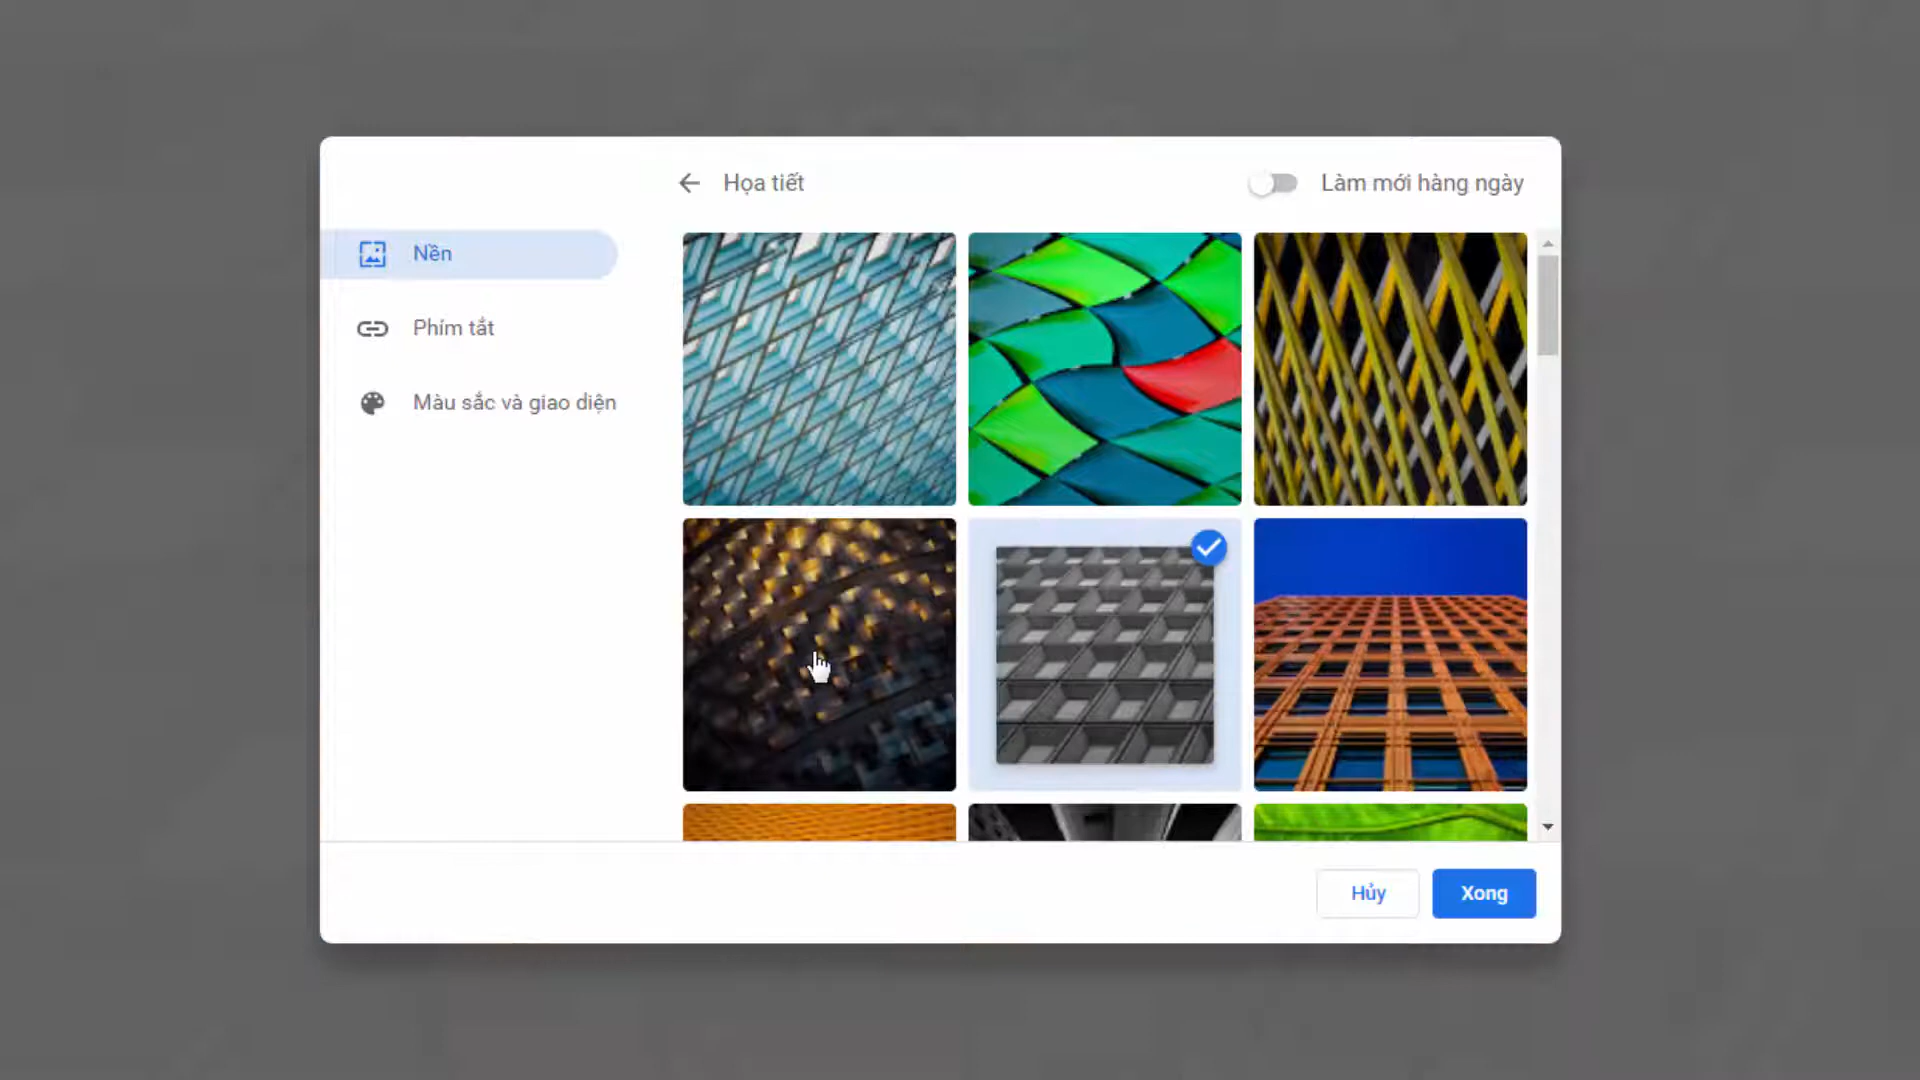 Họa tiết
Làm mới hàng ngày
Nền
Phím tắt
Màu sắc và giao diện
Hủy
Xong